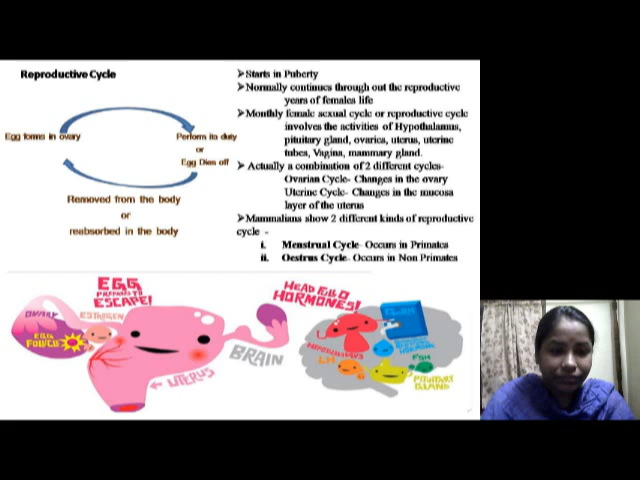 Reproductive Cycle
Egg forms in ovary
Perform its duty
or
Egg Dies off
Removed from the body
or
reabsorbed in the body
➢Starts in Puberty
➢Normally continues through out the reproductive
years of females life
➢Monthly female sexual cycle or reproductive cycle
involves the activities of Hypothalamus,
pituitary gland, ovaries, uterus, uterine
tubes, Vagina, mammary gland.
➢ Actually a combination of 2 different cycles-
Ovarian Cycle- Changes in the ovary
Uterine Cycle- Changes in the mucosa
layer of the uterus
➢Mammalians show 2 different kinds of reproductive
cycle -
i. Menstrual Cycle- Occurs in Primates
ii. Oestrus Cycle- Occurs in Non Primates
EGG
PREPARES TO
ESCAPE!
OVARY
ESTROGEN
EGG
FOLLICLE
← UTERUS
HEAD FULL O
HORMONES!
BRAIN
LH
FSH
PITUITARY
GLAND